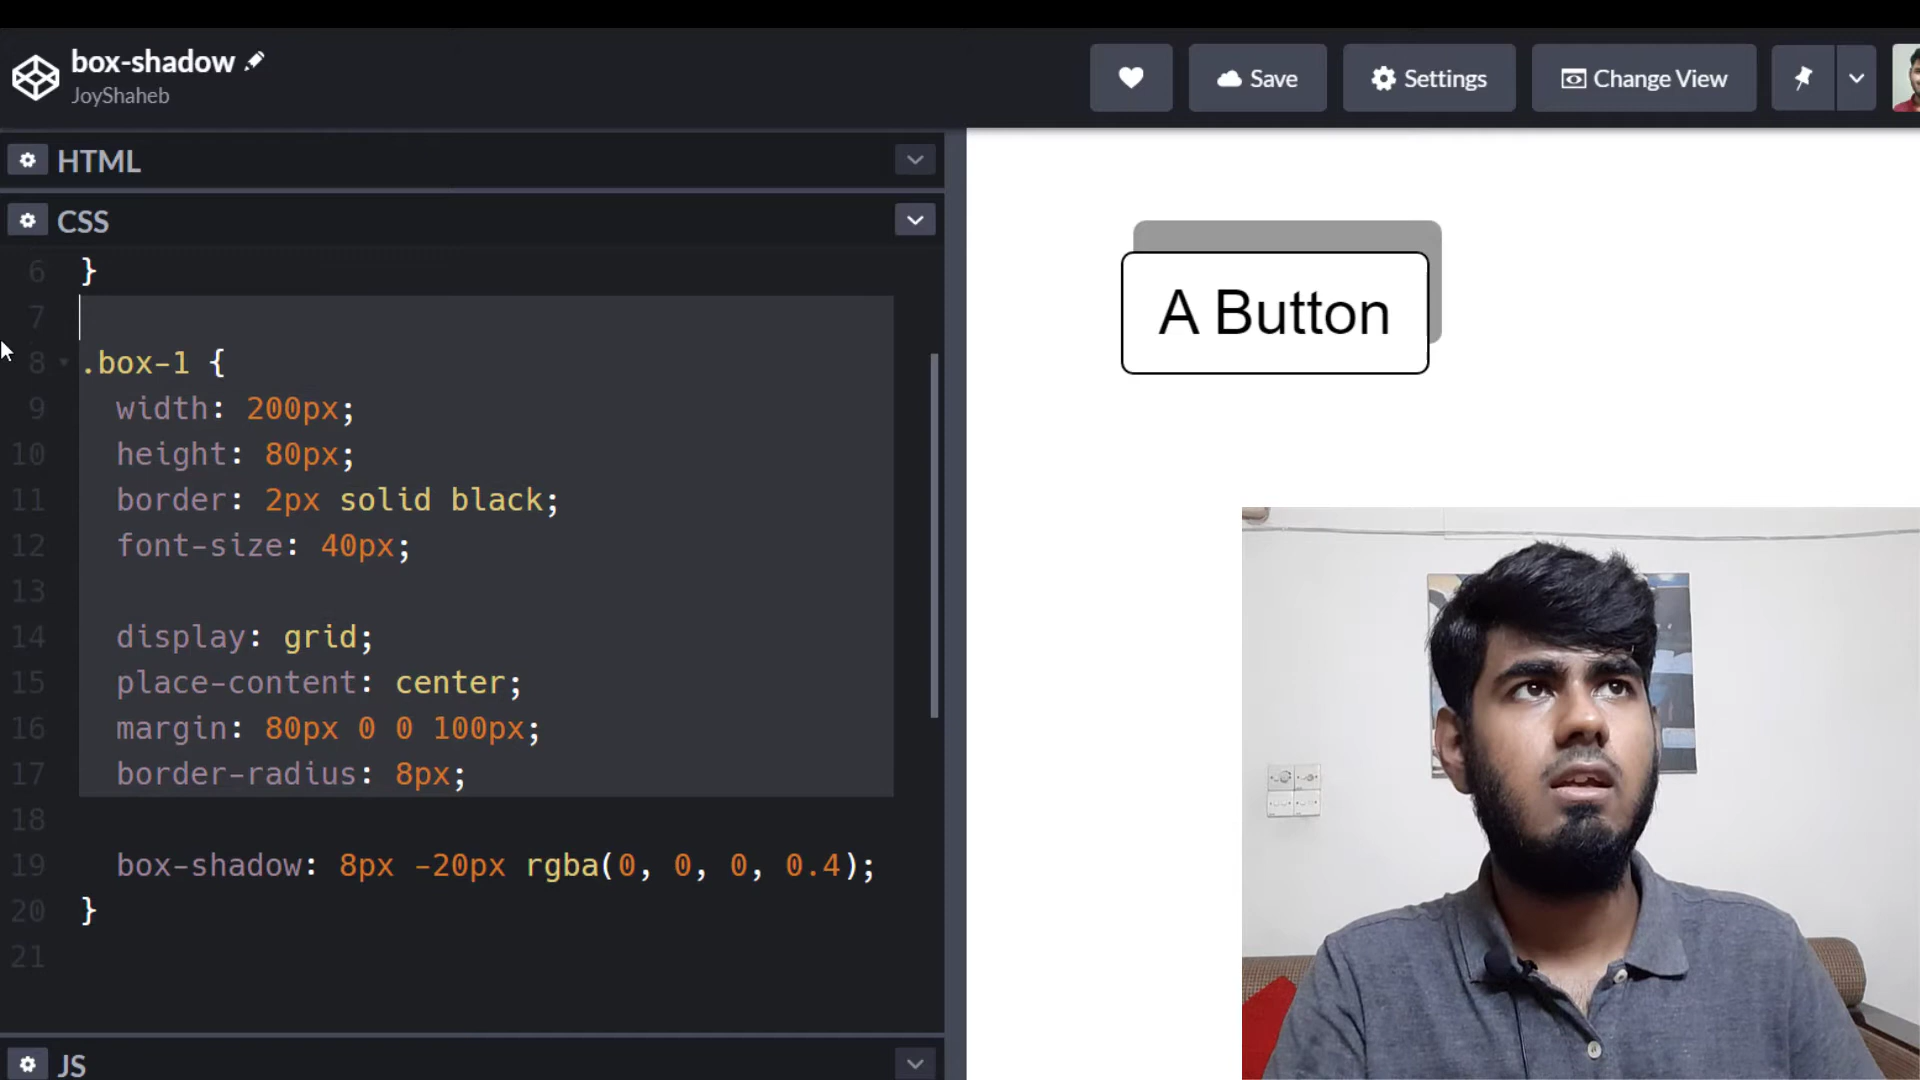 box-shadow
JoyShaheb
Save
Settings
Change View
HTML
CSS
6 }
7
8 .box-1 {
9 width: 200px;
10 height: 80px;
11 border: 2px solid black;
12 font-size: 40px;
13
14 display: grid;
15 place-content: center;
16 margin: 80px 0 0 100px;
17 border-radius: 8px;
18
19 box-shadow: 8px -20px rgba(0, 0, 0, 0.4);
20 }
21
JS
A Button